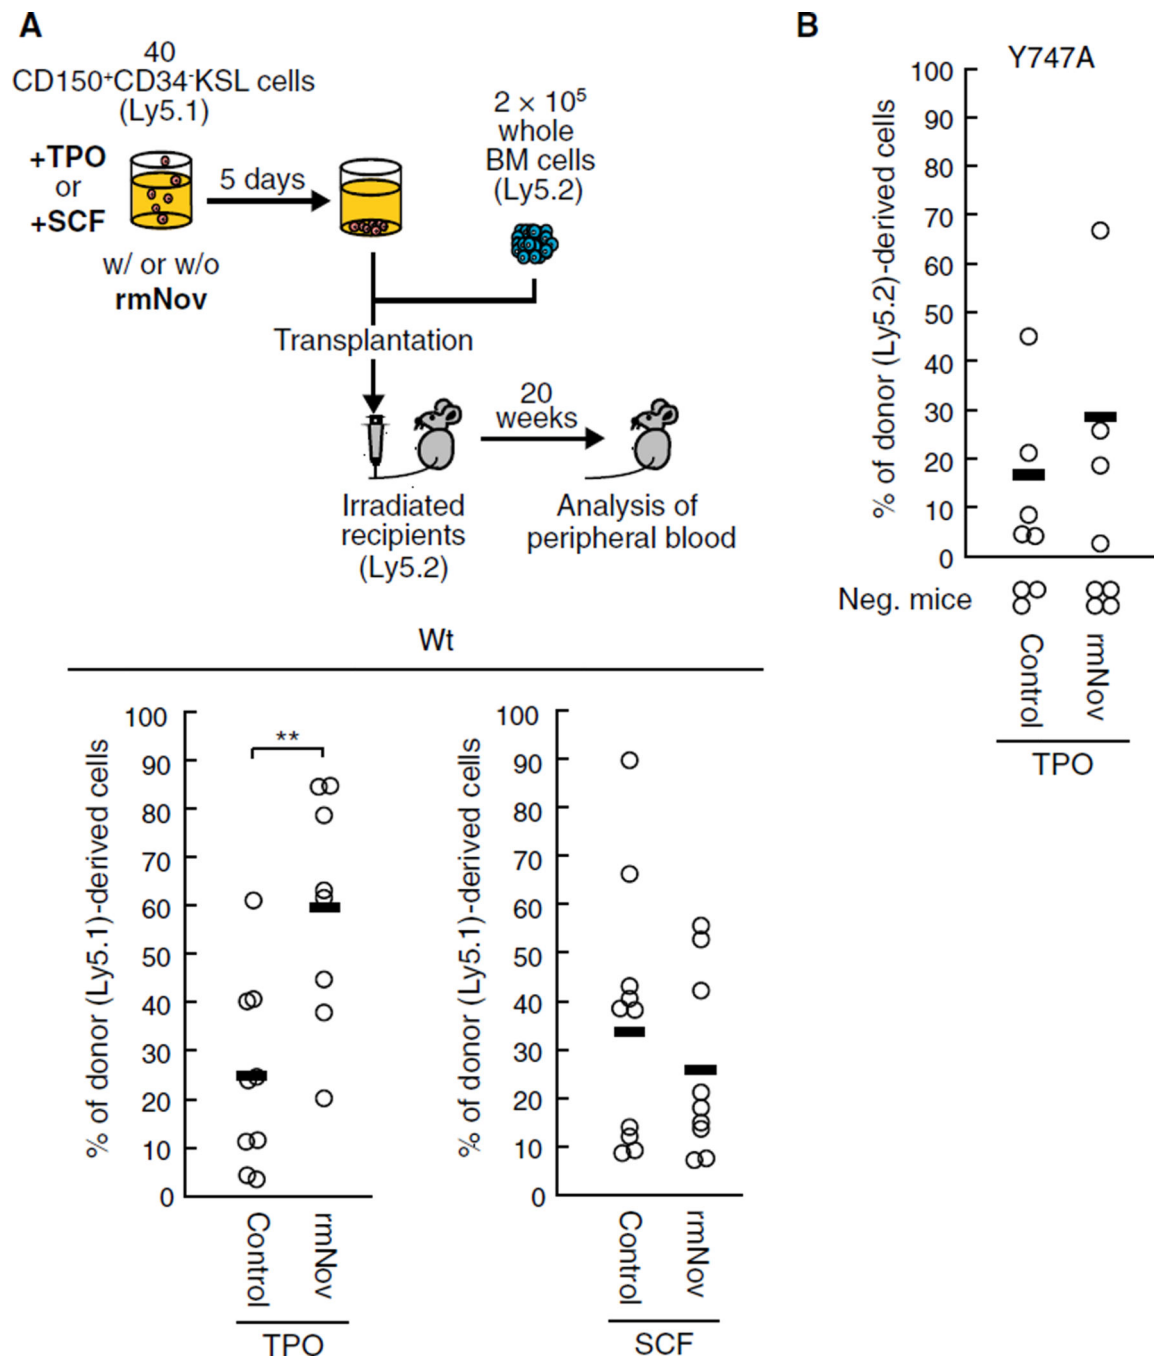 A
40
CD150⁺CD34⁻KSL cells
(Ly5.1)
+TPO
or
+SCF
w/ or w/o
rmNov
5 days
2 × 10⁵
whole
BM cells
(Ly5.2)
Transplantation
20
weeks
Irradiated
recipients
(Ly5.2)
Analysis of
peripheral blood
B
Y747A
% of donor (Ly5.2)-derived cells
100
90
80
70
60
50
40
30
20
10
0
Neg. mice
Control
rmNov
TPO
Wt
% of donor (Ly5.1)-derived cells
100
90
80
70
60
50
40
30
20
10
0
**
Control
rmNov
TPO
% of donor (Ly5.1)-derived cells
100
90
80
70
60
50
40
30
20
10
0
Control
rmNov
SCF